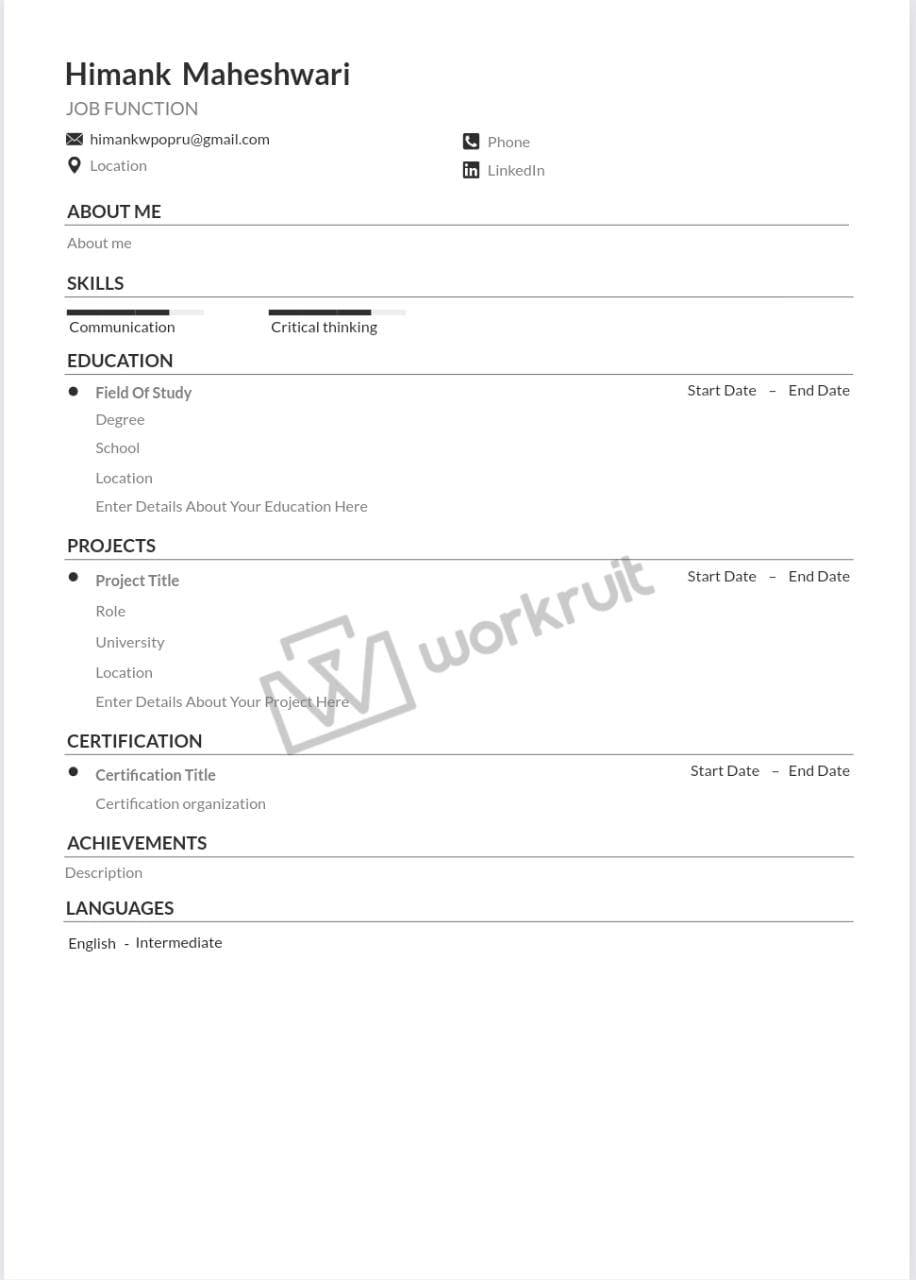 Himank Maheshwari
JOB FUNCTION
himankwpopru@gmail.com
Phone
Location
LinkedIn
ABOUT ME
About me
SKILLS
Communication Critical thinking
EDUCATION
Field Of Study Start Date – End Date
Degree
School
Location
Enter Details About Your Education Here
PROJECTS
Project Title Start Date – End Date
Role
University
Location
Enter Details About Your Project Here
workruit
CERTIFICATION
Certification Title Start Date – End Date
Certification organization
ACHIEVEMENTS
Description
LANGUAGES
English - Intermediate